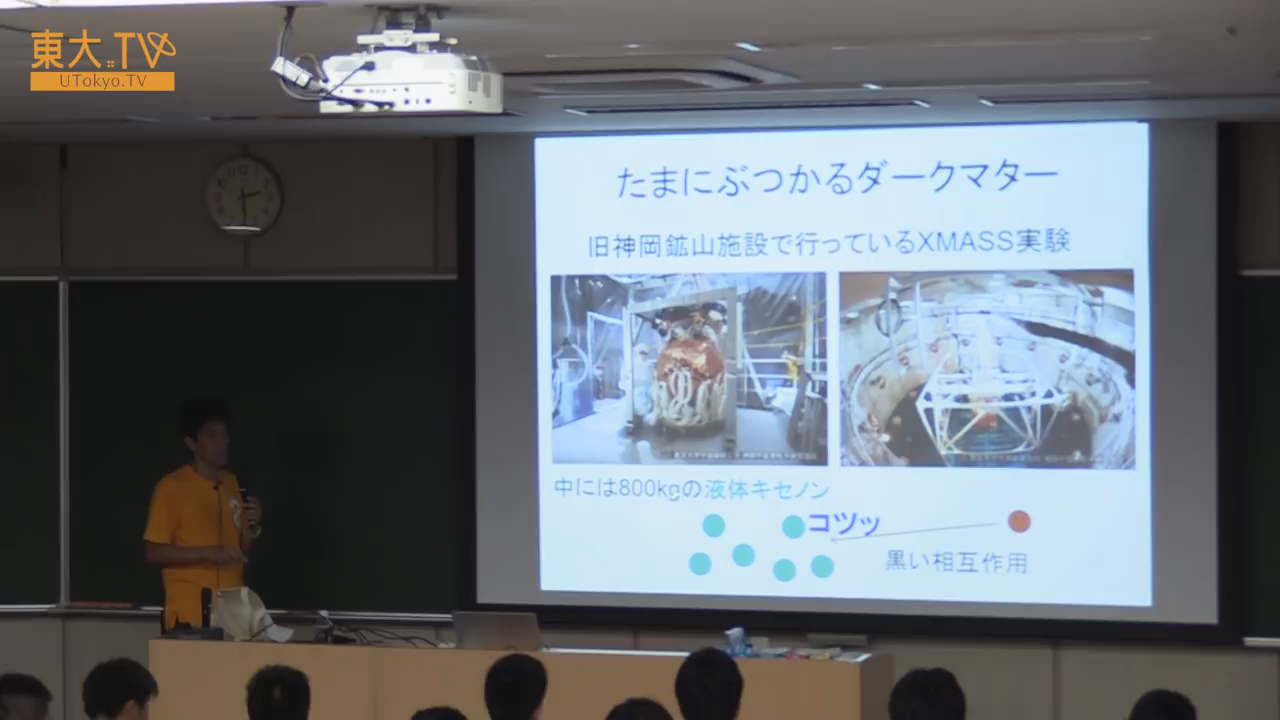 東大.TV
UTokyo.TV
たまにぶつかるダークマター
旧神岡鉱山施設で行っているXMASS実験
中には800kgの液体キセノン
コツッ
黒い相互作用